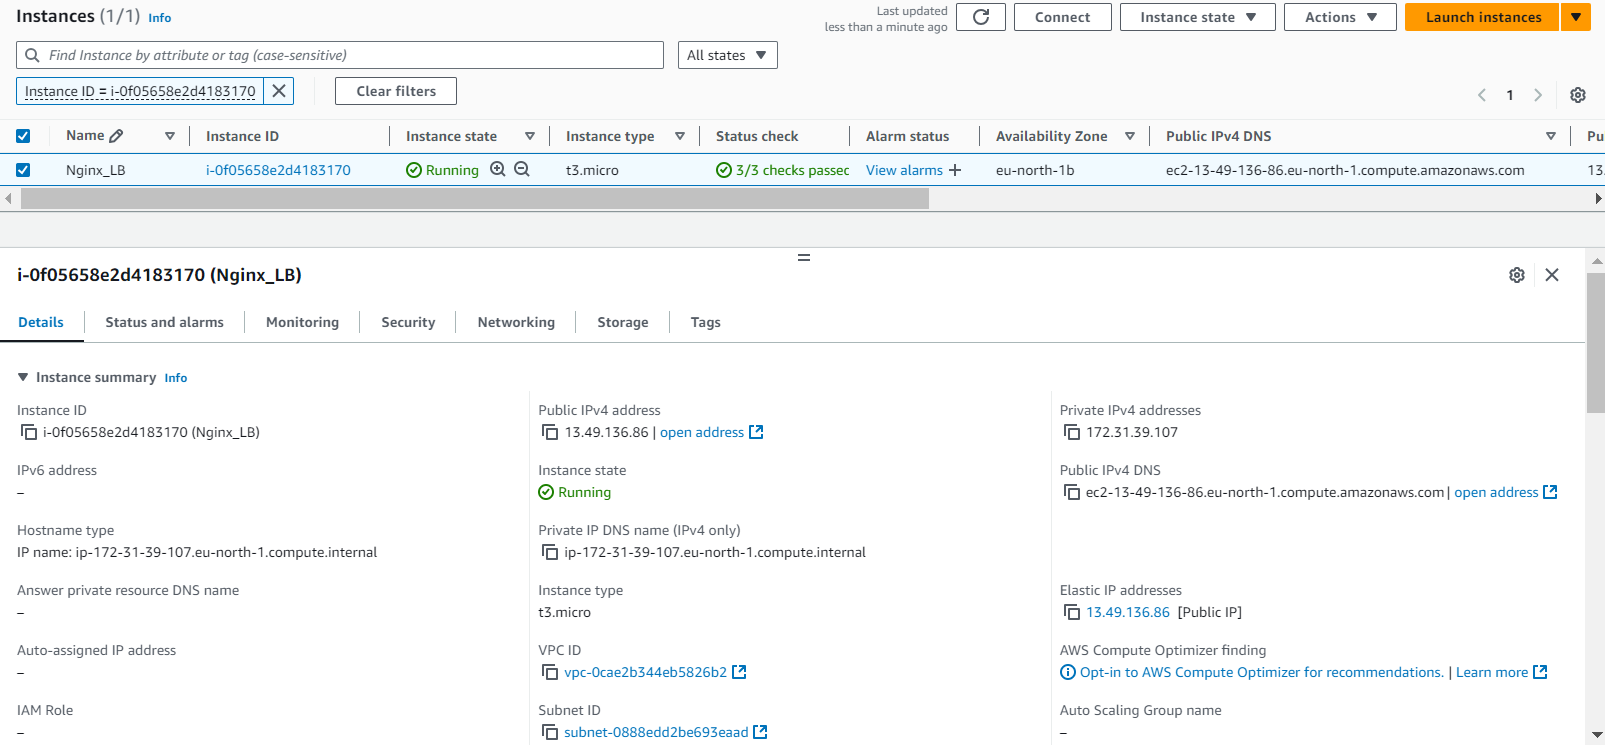 Instances (1/1) Info
Last updated
less than a minute ago
Connect
Instance state
Actions
Launch instances
Find Instance by attribute or tag (case-sensitive)
All states
Instance ID = i-0f05658e2d4183170
Clear filters
1
Name Instance ID Instance state Instance type Status check Alarm status Availability Zone Public IPv4 DNS Pu
Nginx_LB i-0f05658e2d4183170 Running t3.micro 3/3 checks passed View alarms + eu-north-1b ec2-13-49-136-86.eu-north-1.compute.amazonaws.com 13.
i-0f05658e2d4183170 (Nginx_LB)
Details Status and alarms Monitoring Security Networking Storage Tags
Instance summary Info
Instance ID Public IPv4 address Private IPv4 addresses
i-0f05658e2d4183170 (Nginx_LB) 13.49.136.86 | open address 172.31.39.107
IPv6 address Instance state Public IPv4 DNS
– Running ec2-13-49-136-86.eu-north-1.compute.amazonaws.com | open address
Hostname type Private IP DNS name (IPv4 only)
IP name: ip-172-31-39-107.eu-north-1.compute.internal ip-172-31-39-107.eu-north-1.compute.internal
Answer private resource DNS name Instance type Elastic IP addresses
– t3.micro 13.49.136.86 [Public IP]
Auto-assigned IP address VPC ID AWS Compute Optimizer finding
– vpc-0cae2b344eb5826b2 Opt-in to AWS Compute Optimizer for recommendations. | Learn more
IAM Role Subnet ID Auto Scaling Group name
– subnet-0888edd2be693eaad –